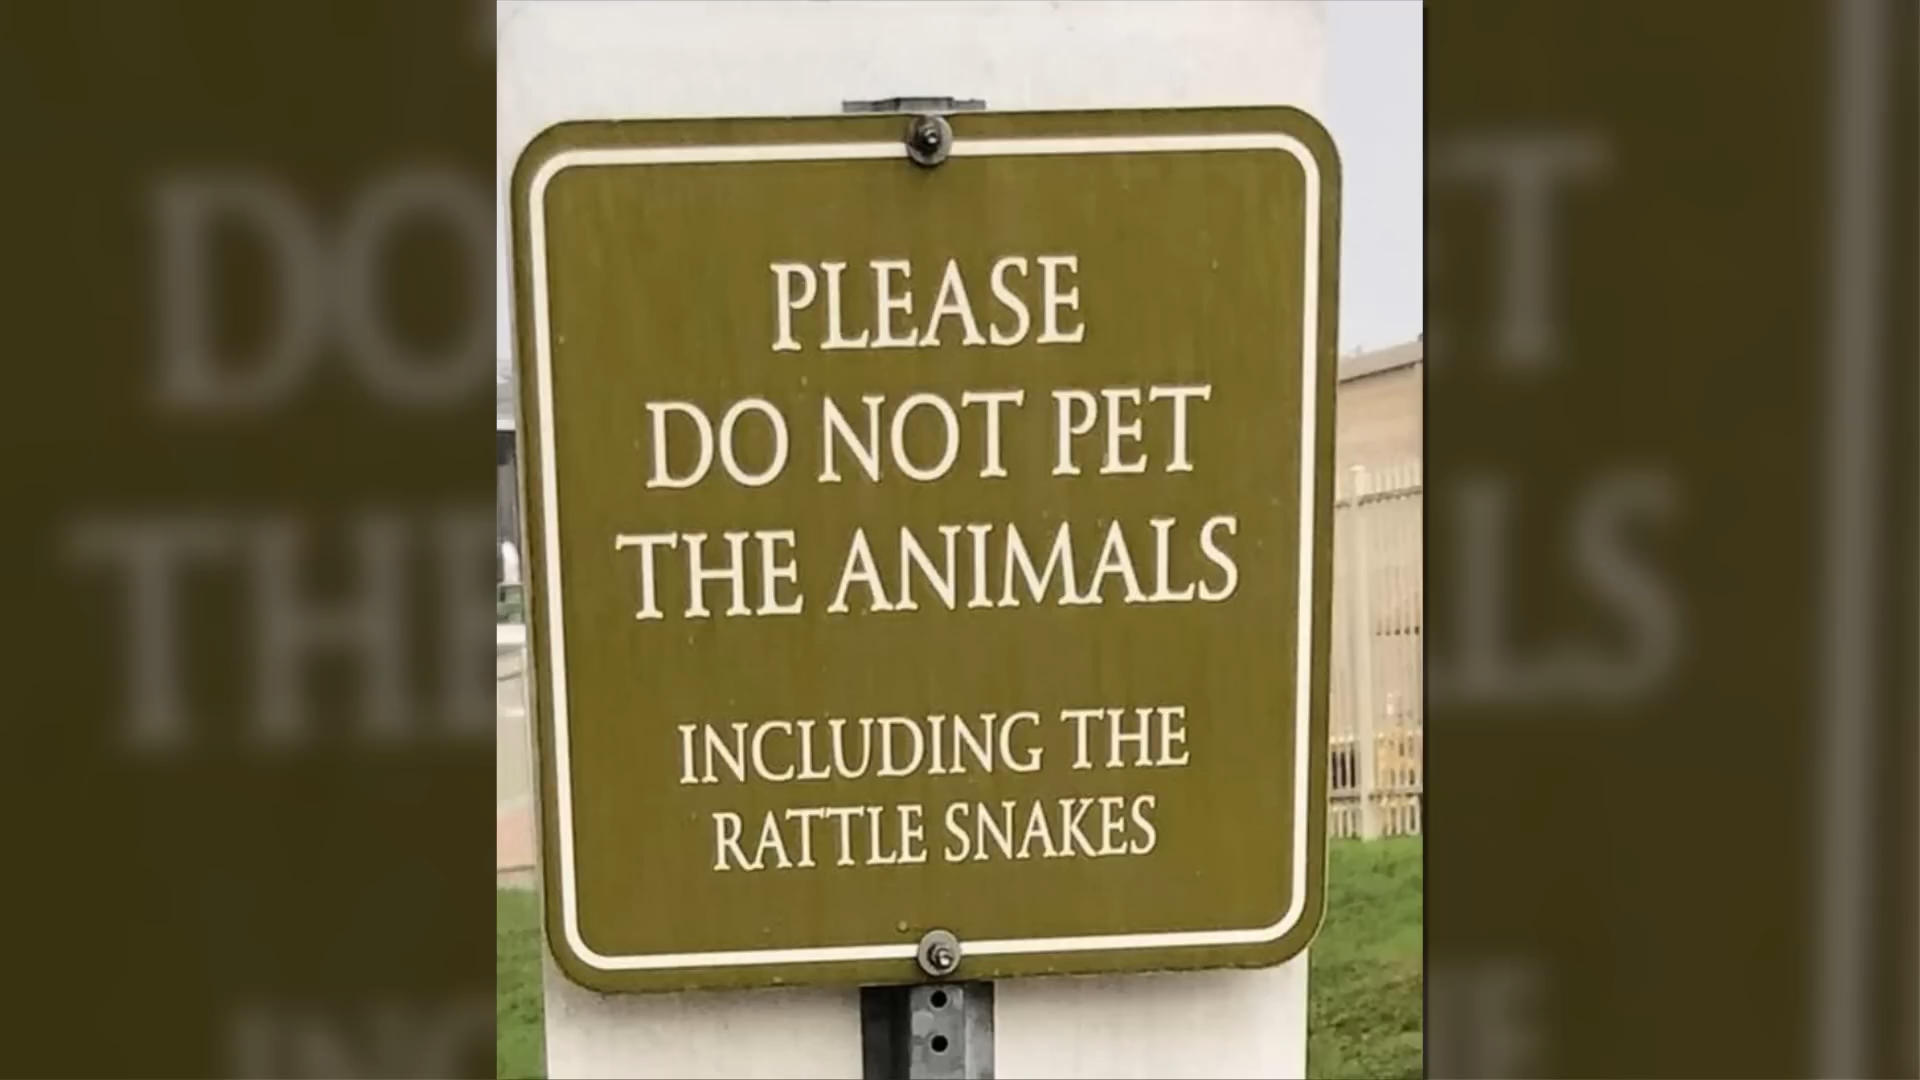 PLEASE
DO NOT PET
THE ANIMALS
INCLUDING THE
RATTLE SNAKES